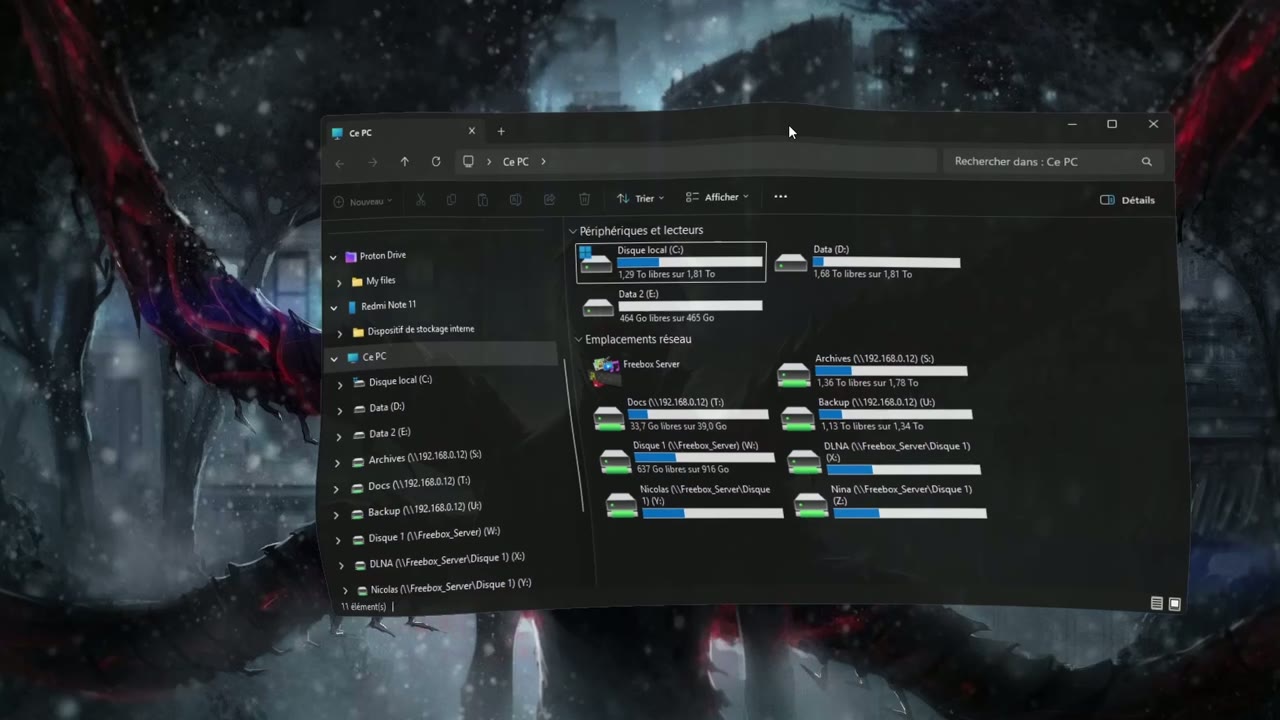 Ce PC
Ce PC
Rechercher dans : Ce PC
Nouveau
Trier
Afficher
Détails
Proton Drive
My files
Redmi Note 11
Dispositif de stockage interne
Ce PC
Disque local (C:)
Data (D:)
Data 2 (E:)
Archives (\\192.168.0.12) (S:)
Docs (\\192.168.0.12) (T:)
Backup (\\192.168.0.12) (U:)
Disque 1 (\\Freebox_Server) (W:)
DLNA (\\Freebox_Server\Disque 1) (X:)
Nicolas (\\Freebox_Server\Disque 1) (Y:)
Périphériques et lecteurs
Disque local (C:)
1,29 To libres sur 1,81 To
Data (D:)
1,68 To libres sur 1,81 To
Data 2 (E:)
464 Go libres sur 465 Go
Emplacements réseau
Freebox Server
Archives (\\192.168.0.12) (S:)
1,36 To libres sur 1,78 To
Docs (\\192.168.0.12) (T:)
33,7 Go libres sur 39,0 Go
Backup (\\192.168.0.12) (U:)
1,13 To libres sur 1,34 To
Disque 1 (\\Freebox_Server) (W:)
637 Go libres sur 916 Go
DLNA (\\Freebox_Server\Disque 1)
(X:)
Nicolas (\\Freebox_Server\Disque
1) (Y:)
Nina (\\Freebox_Server\Disque 1)
(Z:)
11 élément(s)